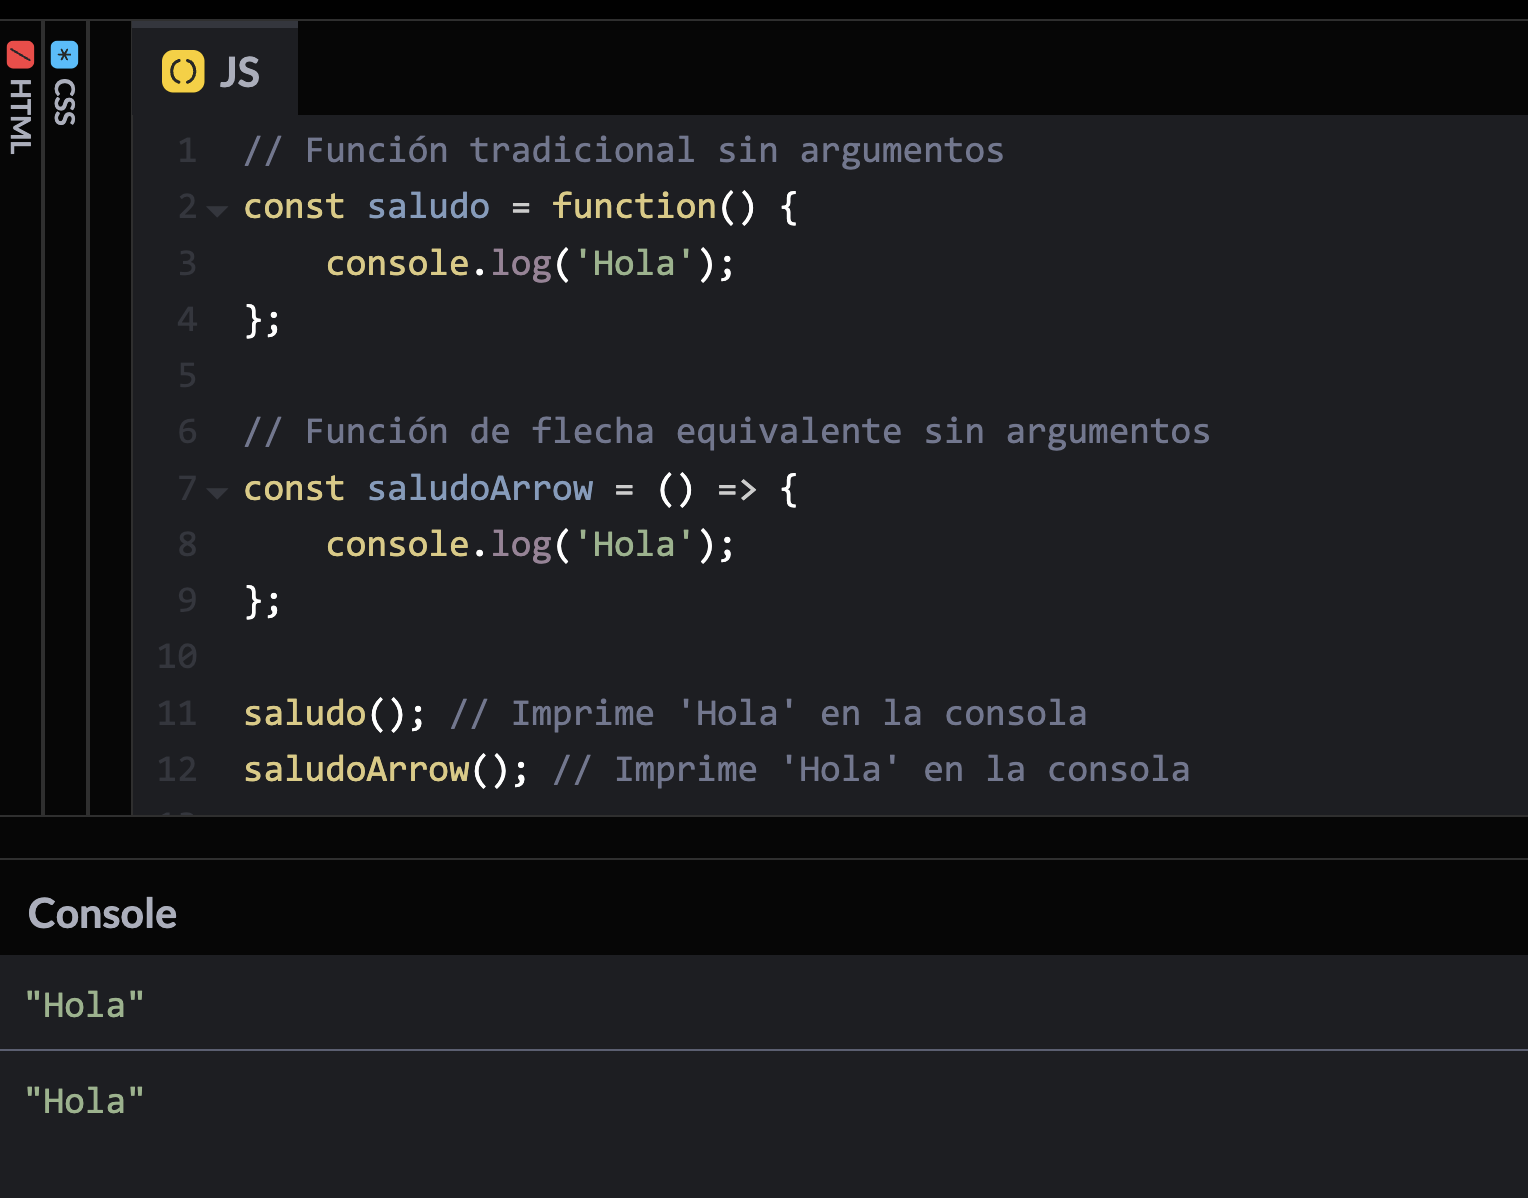 HTML
* CSS
() JS
1 // Función tradicional sin argumentos
2 const saludo = function() {
3     console.log('Hola');
4 };
5
6 // Función de flecha equivalente sin argumentos
7 const saludoArrow = () => {
8     console.log('Hola');
9 };
10
11 saludo(); // Imprime 'Hola' en la consola
12 saludoArrow(); // Imprime 'Hola' en la consola
Console
"Hola"
"Hola"